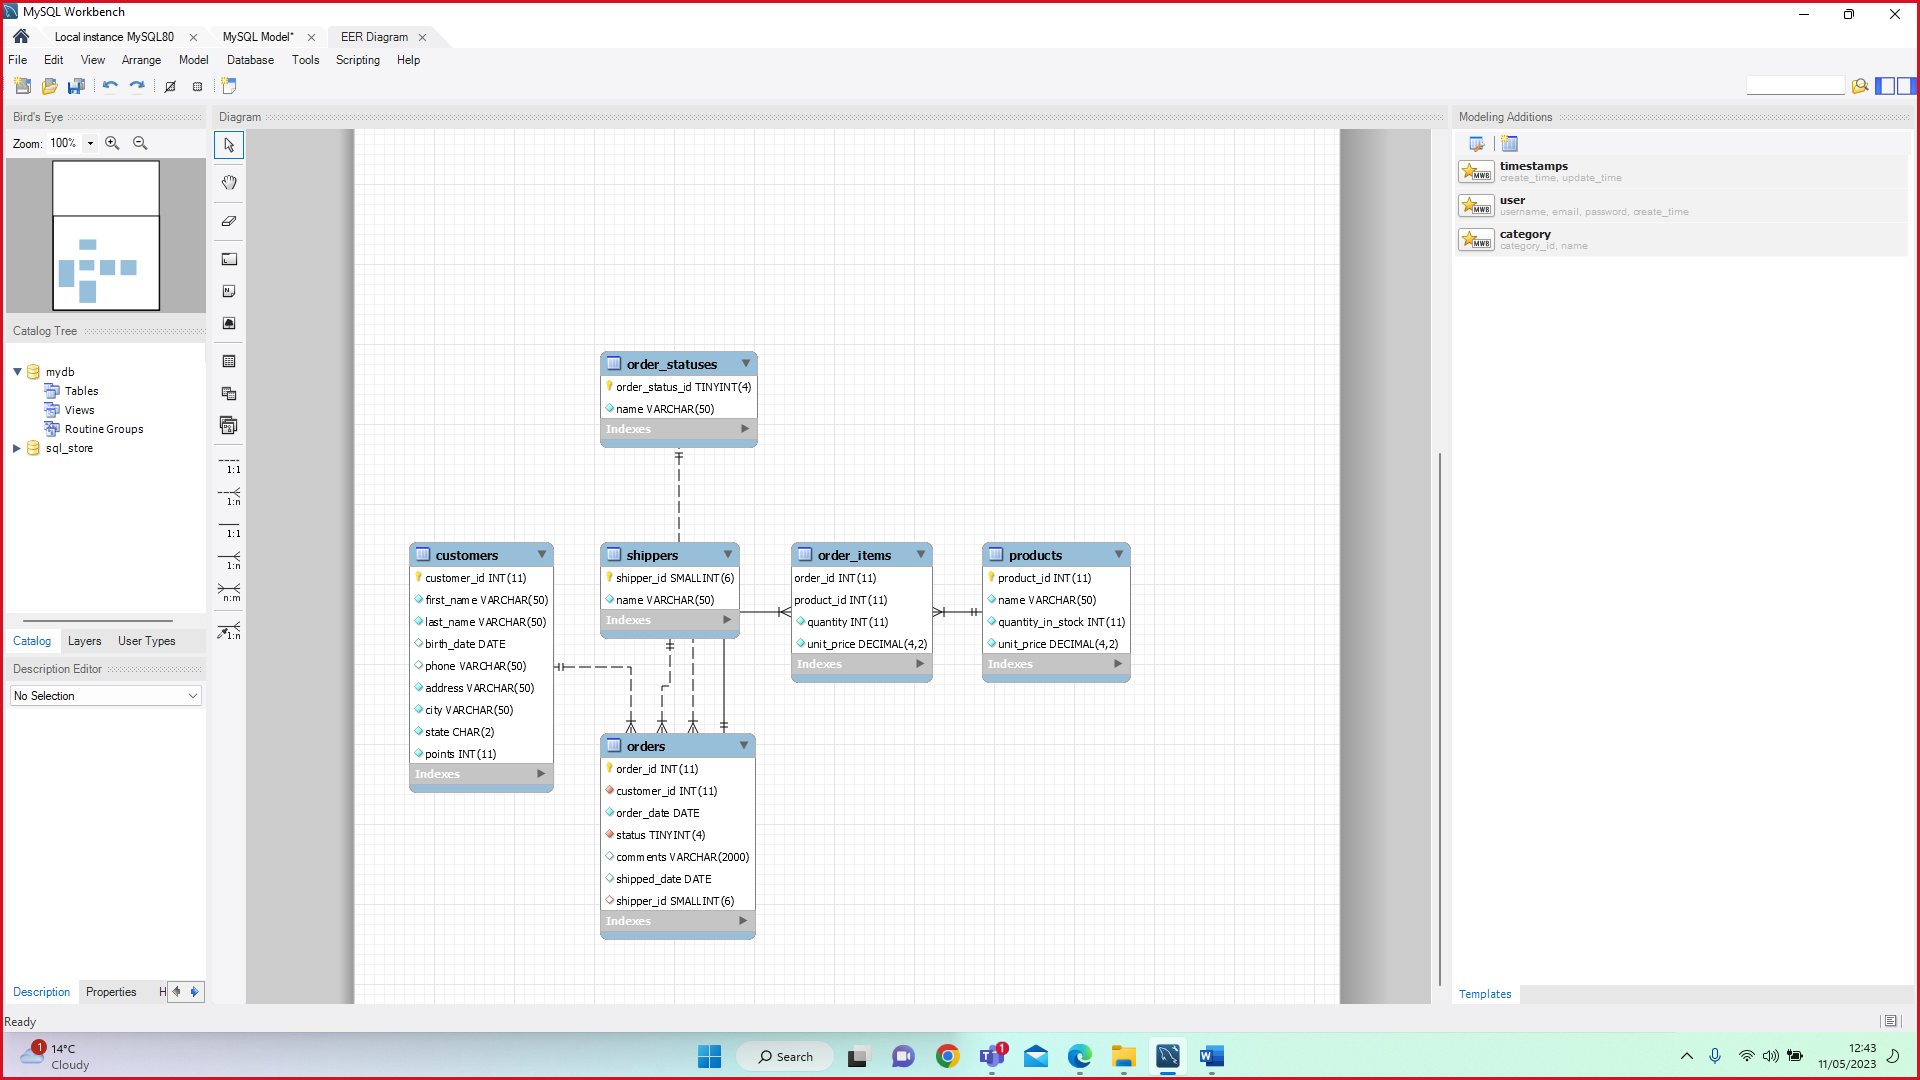 MySQL Workbench
Local instance MySQL80
MySQL Model*
EER Diagram
File Edit View Arrange Model Database Tools Scripting Help
Bird's Eye
Zoom: 100%
Catalog Tree
mydb
Tables
Views
Routine Groups
sql_store
Catalog Layers User Types
Description Editor
No Selection
Description Properties H
Ready
Diagram
1:1
1:n
1:1
1:n
n:m
1:n
order_statuses
order_status_id TINYINT(4)
name VARCHAR(50)
Indexes
customers
customer_id INT(11)
first_name VARCHAR(50)
last_name VARCHAR(50)
birth_date DATE
phone VARCHAR(50)
address VARCHAR(50)
city VARCHAR(50)
state CHAR(2)
points INT(11)
Indexes
shippers
shipper_id SMALLINT(6)
name VARCHAR(50)
Indexes
order_items
order_id INT(11)
product_id INT(11)
quantity INT(11)
unit_price DECIMAL(4,2)
Indexes
products
product_id INT(11)
name VARCHAR(50)
quantity_in_stock INT(11)
unit_price DECIMAL(4,2)
Indexes
orders
order_id INT(11)
customer_id INT(11)
order_date DATE
status TINYINT(4)
comments VARCHAR(2000)
shipped_date DATE
shipper_id SMALLINT(6)
Indexes
Modeling Additions
MWB
timestamps
create_time, update_time
MWB
user
username, email, password, create_time
MWB
category
category_id, name
Templates
1
14°C
Cloudy
Search
1
12:43
11/05/2023